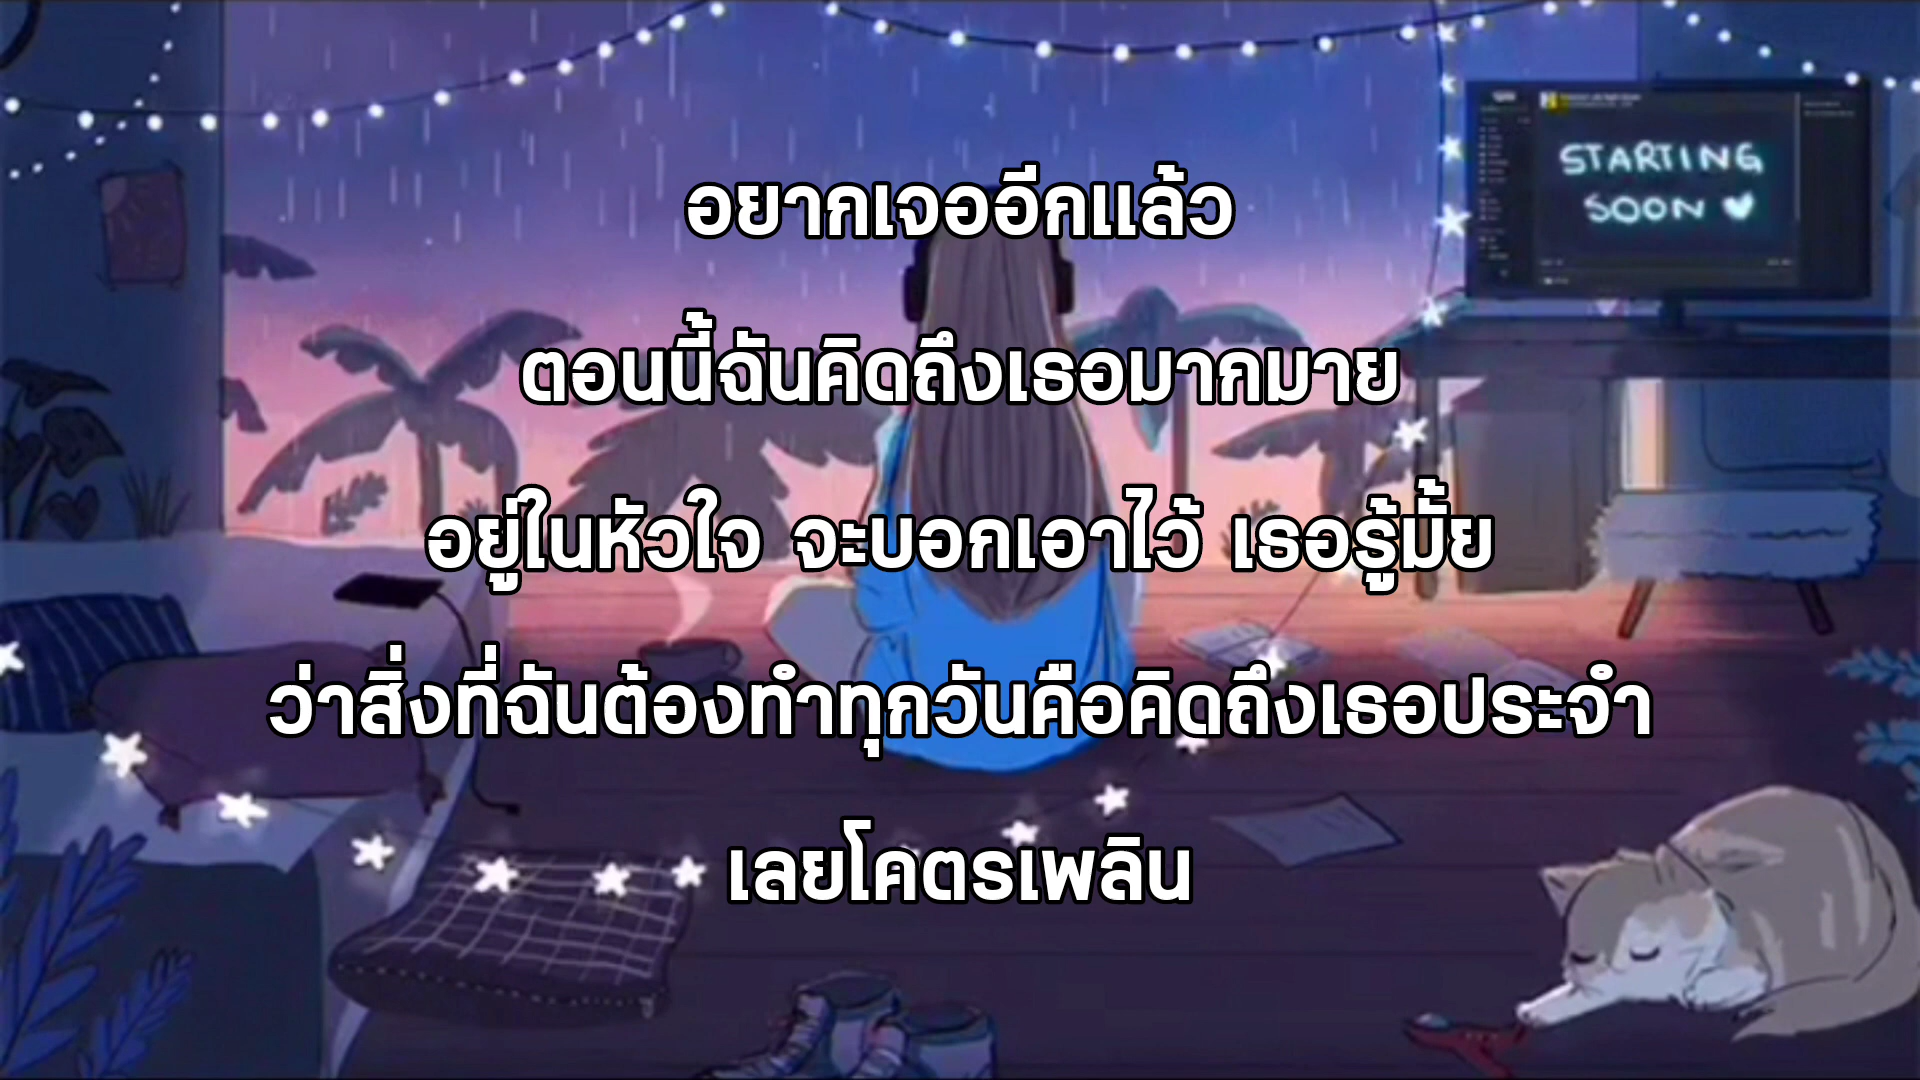 อยากเจออีกแล้ว
ตอนนี้ฉันคิดถึงเธอมากมาย
อยู่ในหัวใจ จะบอกเอาไว้ เธอรู้มั้ย
ว่าสิ่งที่ฉันต้องทำทุกวันคือคิดถึงเธอประจำ
เลยโคตรเพลิน
STARTING
SOON